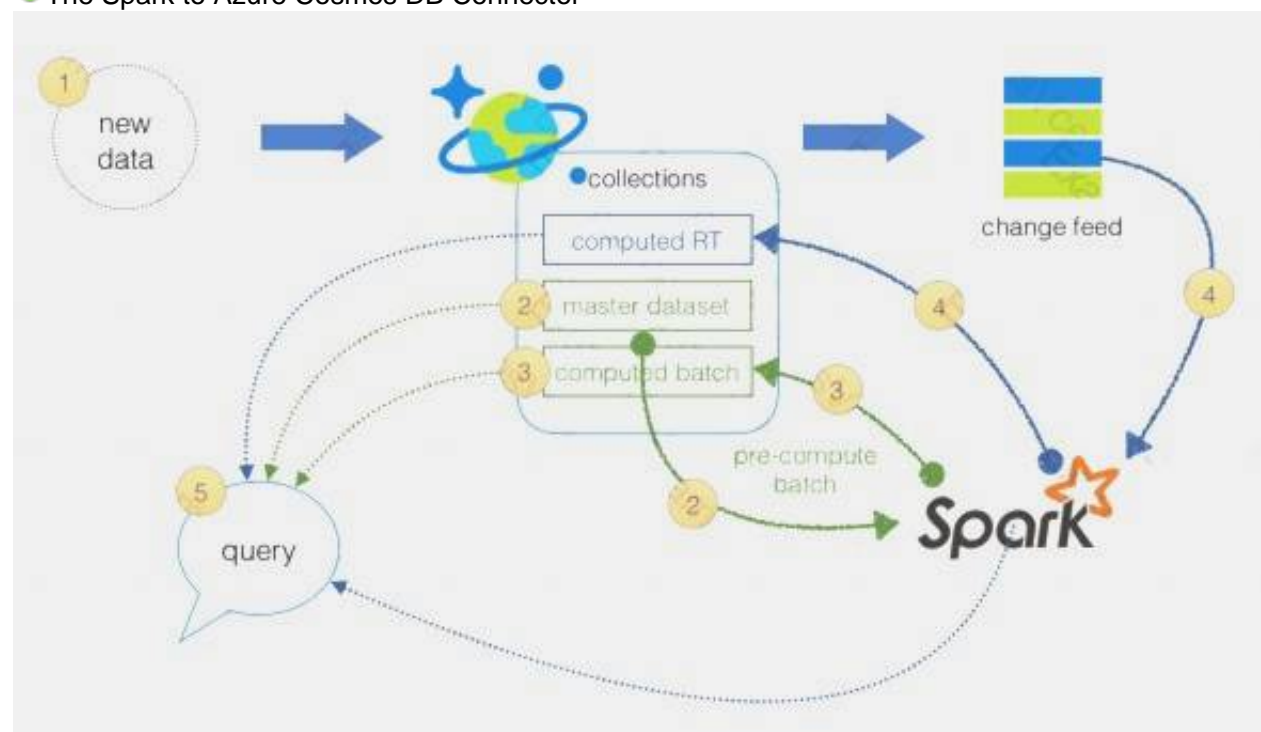 The Spark to Azure Cosmos DB Connector
1
new
data
collections
computed RT
change feed
2
master dataset
4
4
3
computed batch
3
pre-compute
batch
2
5
query
Spark